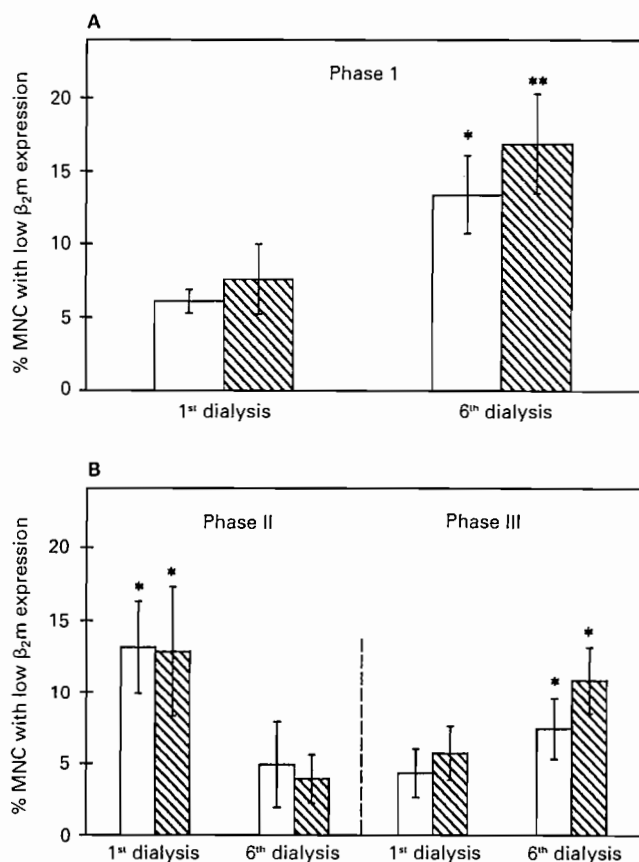 A
Phase 1
% MNC with low β₂m expression
20
15
10
5
0
*
**
1ˢᵗ dialysis
6ᵗʰ dialysis
B
Phase II
Phase III
% MNC with low β₂m expression
20
15
10
5
0
*
*
*
*
1ˢᵗ dialysis
6ᵗʰ dialysis
1ˢᵗ dialysis
6ᵗʰ dialysis